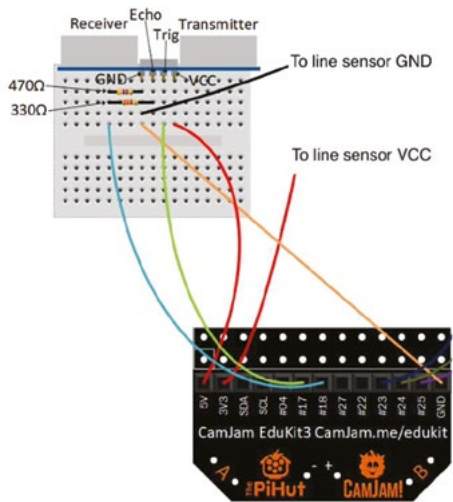 Receiver
Echo
Transmitter
Trig
GND
VCC
470Ω
330Ω
To line sensor GND
To line sensor VCC
5V
3V3
SDA
SCL
#04
#17
#18
#27
#22
#23
#24
#25
GND
CamJam EduKit3 CamJam.me/edukit
A
The PiHut
- +
CAMJAM!
B